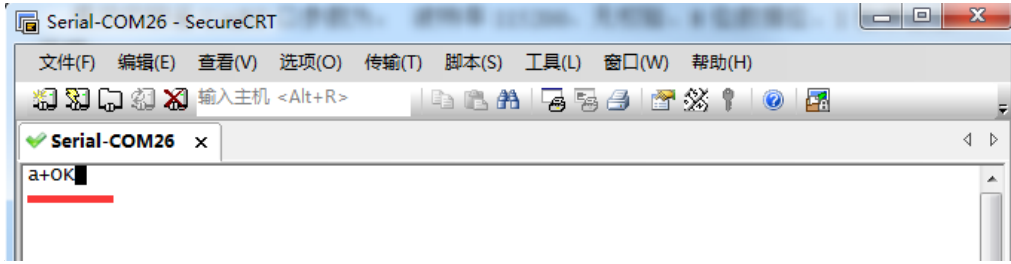 Serial-COM26 - SecureCRT
文件(F) 编辑(E) 查看(V) 选项(O) 传输(T) 脚本(S) 工具(L) 窗口(W) 帮助(H)
输入主机 <Alt+R>
Serial-COM26 x
a+OK